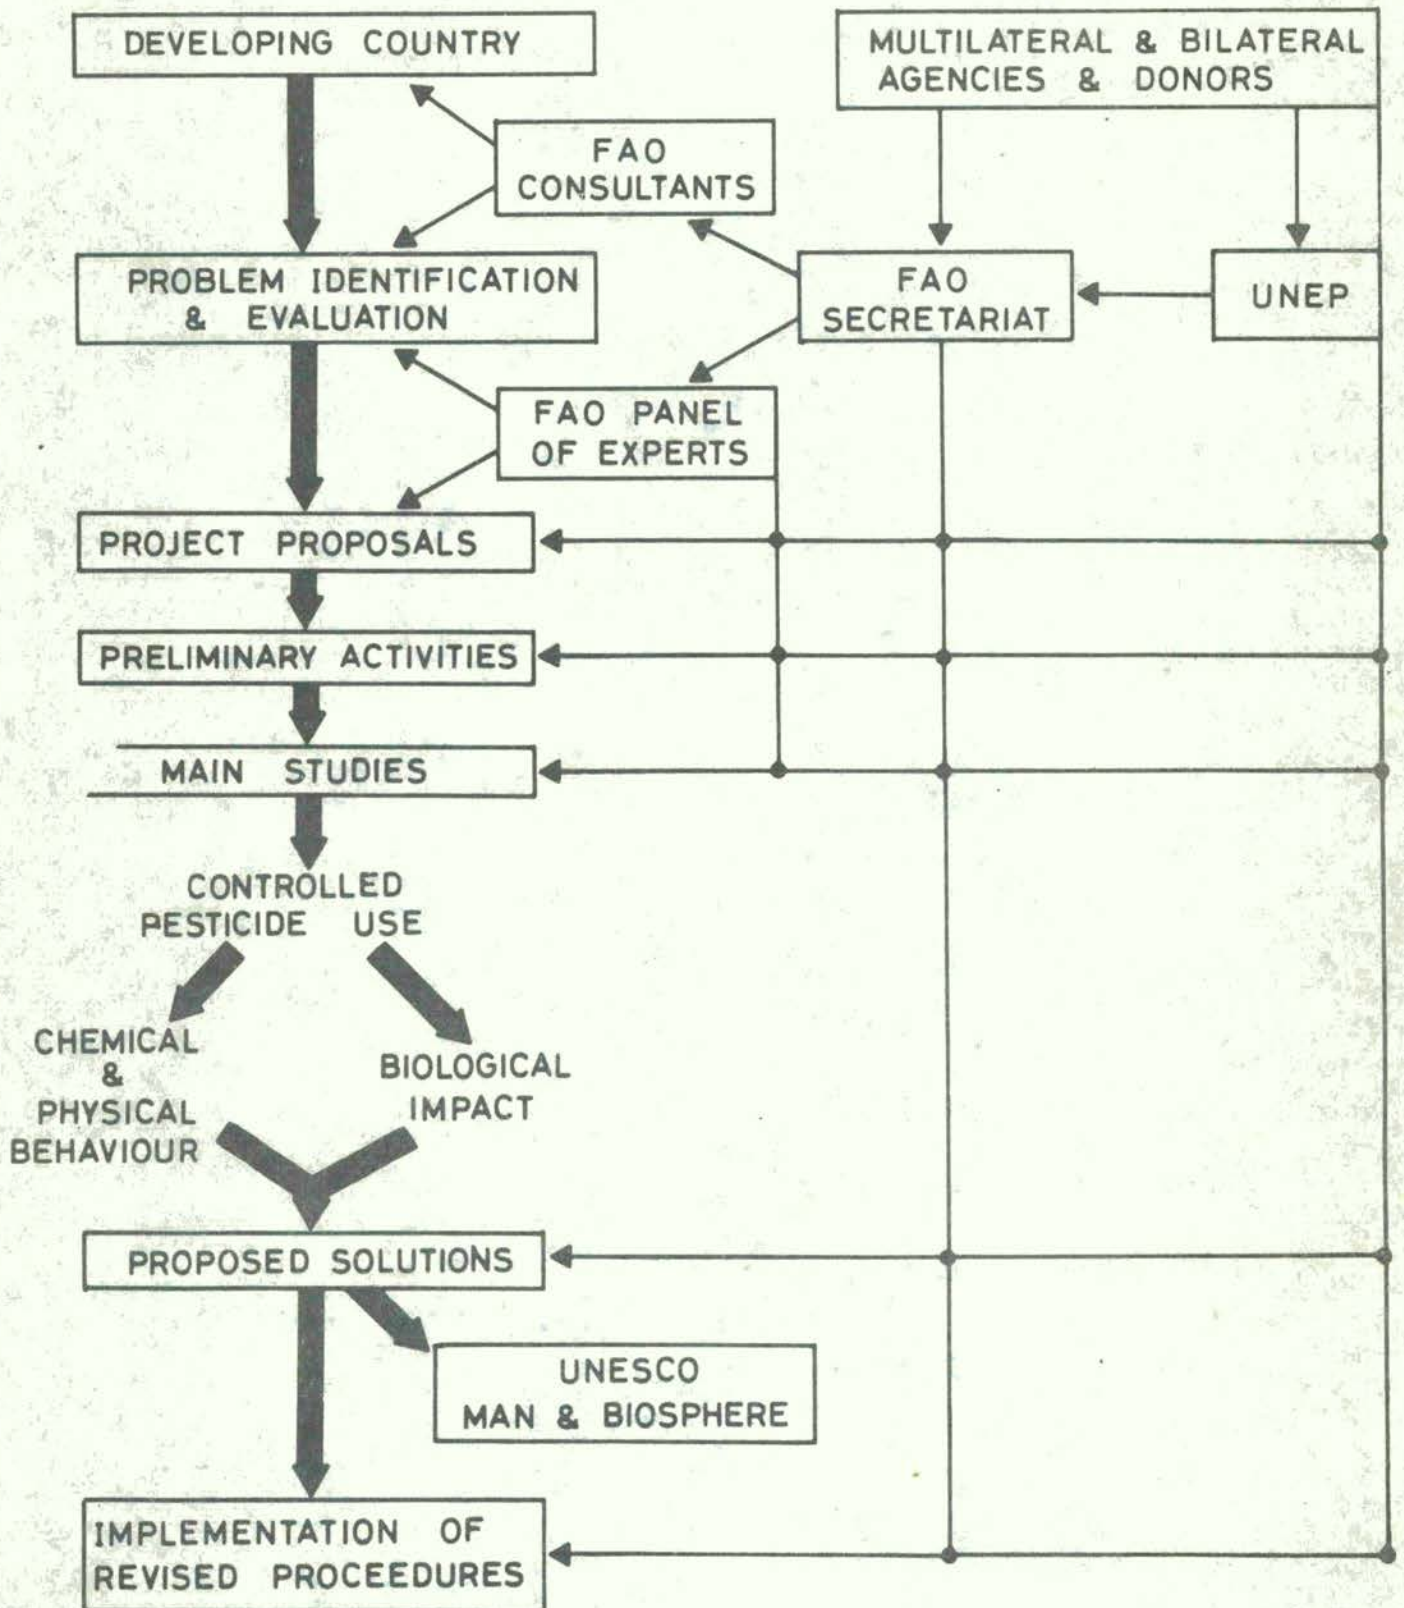 DEVELOPING COUNTRY
MULTILATERAL & BILATERAL
AGENCIES & DONORS
FAO
CONSULTANTS
PROBLEM IDENTIFICATION
& EVALUATION
FAO
SECRETARIAT
UNEP
FAO PANEL
OF EXPERTS
PROJECT PROPOSALS
PRELIMINARY ACTIVITIES
MAIN STUDIES
CONTROLLED
PESTICIDE USE
CHEMICAL
&
PHYSICAL
BEHAVIOUR
BIOLOGICAL
IMPACT
PROPOSED SOLUTIONS
UNESCO
MAN & BIOSPHERE
IMPLEMENTATION OF
REVISED PROCEEDURES